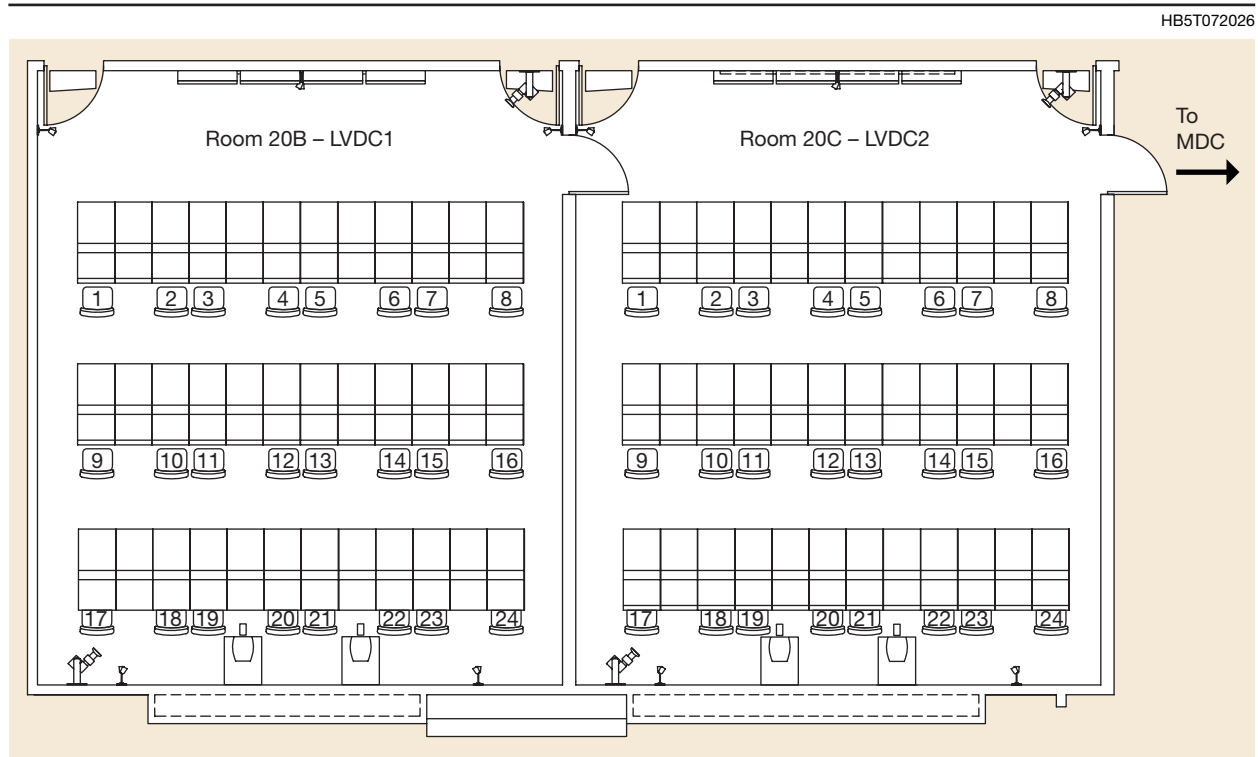 HB5T072026
To
MDC
Room 20B – LVDC1
Room 20C – LVDC2
1 2 3 4 5 6 7 8
1 2 3 4 5 6 7 8
9 10 11 12 13 14 15 16
9 10 11 12 13 14 15 16
17 18 19 20 21 22 23 24
17 18 19 20 21 22 23 24